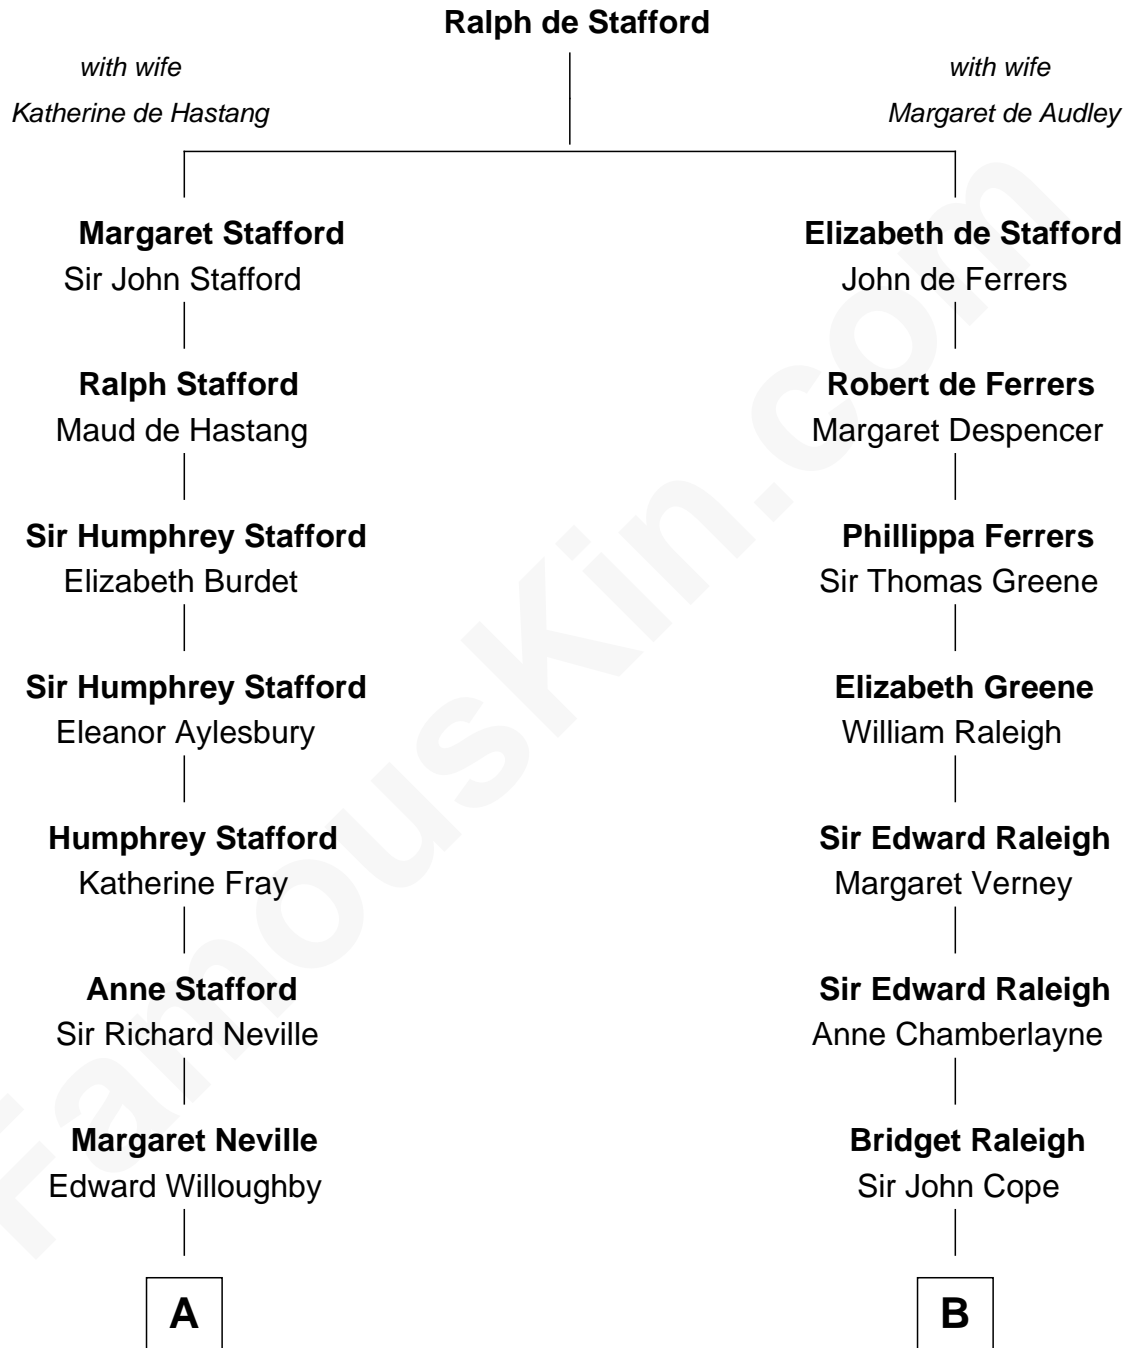 Ralph de Stafford
with wife
Katherine de Hastang
with wife
Margaret de Audley
Margaret Stafford
Sir John Stafford
Elizabeth de Stafford
John de Ferrers
Ralph Stafford
Maud de Hastang
Robert de Ferrers
Margaret Despencer
Sir Humphrey Stafford
Elizabeth Burdet
Phillippa Ferrers
Sir Thomas Greene
Sir Humphrey Stafford
Eleanor Aylesbury
Elizabeth Greene
William Raleigh
Humphrey Stafford
Katherine Fray
Sir Edward Raleigh
Margaret Verney
Anne Stafford
Sir Richard Neville
Sir Edward Raleigh
Anne Chamberlayne
Margaret Neville
Edward Willoughby
Bridget Raleigh
Sir John Cope
A
B
FamousKin.com